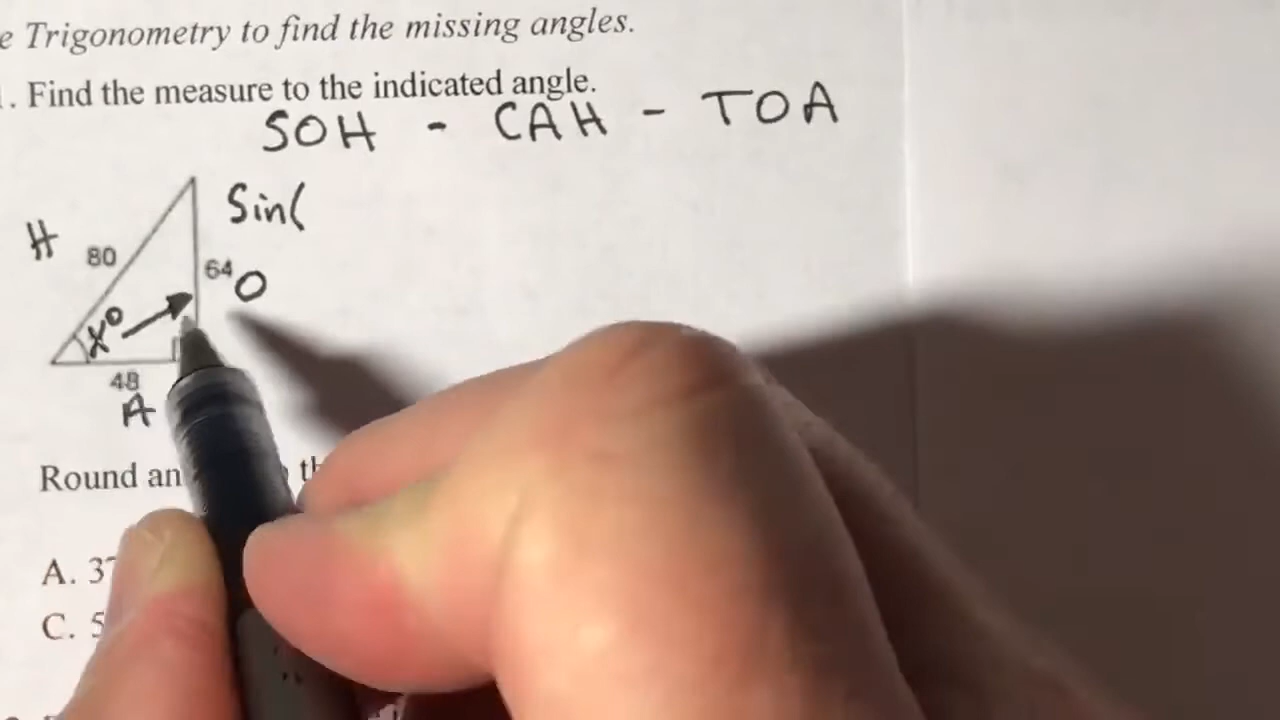 e Trigonometry to find the missing angles.
. Find the measure to the indicated angle.
SOH - CAH - TOA
Sin(
H
80
64 O
X°
48
A
Round an
A. 3
C. 5